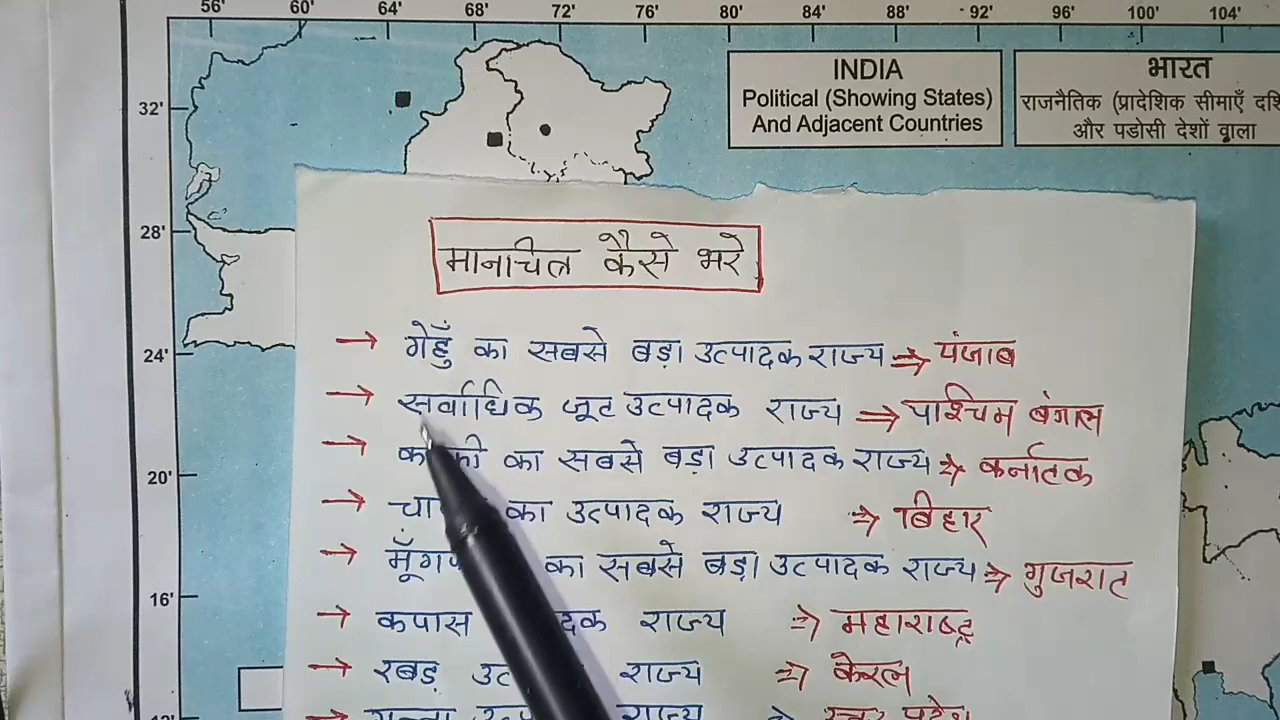 56' 60' 64' 68' 72' 76' 80' 84' 88' 92' 96' 100' 104'
INDIA
Political (Showing States)
And Adjacent Countries
भारत
राजनैतिक (प्रादेशिक सीमाएँ
और पडोसी देशों वाला
32'
28'
24'
20'
16'
मानचित्र कैसे भरे
→ गेहुँ का सबसे बड़ा उत्पादक राज्य ⇒ पंजाब
→ सर्वाधिक जूट उत्पादक राज्य ⇒ पाश्चिम बंगाल
→ का सबसे बड़ा उत्पादक राज्य ⇒ कर्नाटक
→ का उत्पादक राज्य ⇒ बिहार
→ का सबसे बड़ा उत्पादक राज्य ⇒ गुजरात
→ कपास राज्य ⇒ महाराष्ट्र
→ रबड़ राज्य ⇒ केरल